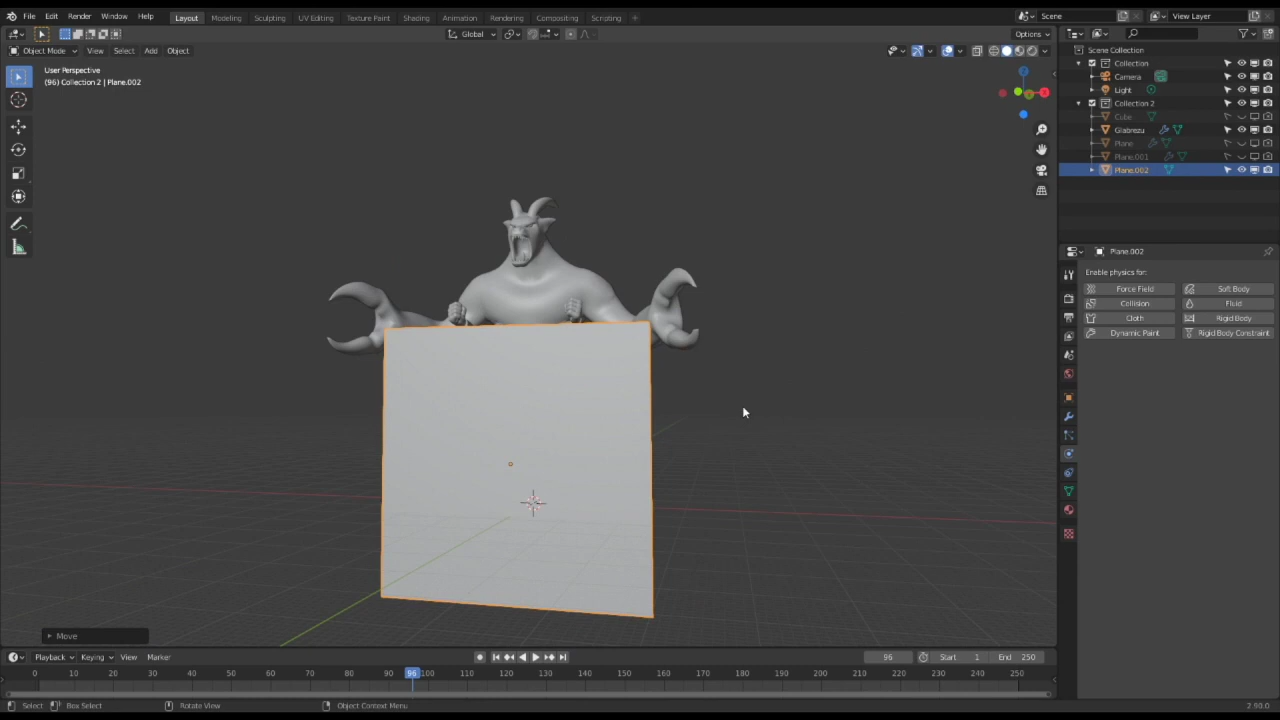 File Edit Render Window Help Layout Modeling Sculpting UV Editing Texture Paint Shading Animation Rendering Compositing Scripting + Scene View Layer
Global Options
Object Mode View Select Add Object
User Perspective
(96) Collection 2 | Plane.002
Scene Collection
Collection
Camera
Light
Collection 2
Cube
Glabrezu
Plane
Plane.001
Plane.002
Plane.002
Enable physics for:
Force Field Soft Body
Collision Fluid
Cloth Rigid Body
Dynamic Paint Rigid Body Constraint
Move
Playback Keying View Marker 96 Start 1 End 250
0 10 20 30 40 50 60 70 80 90 96 100 110 120 130 140 150 160 170 180 190 200 210 220 230 240 250
Select Box Select Rotate View Object Context Menu 2.90.0